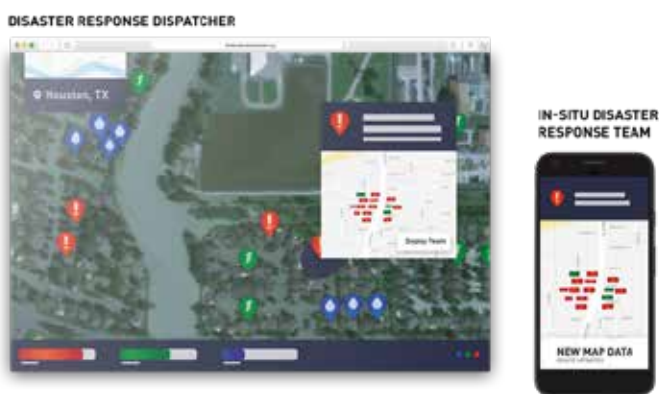 DISASTER RESPONSE DISPATCHER
Houston, TX
Deploy Team
IN-SITU DISASTER
RESPONSE TEAM
NEW MAP DATA